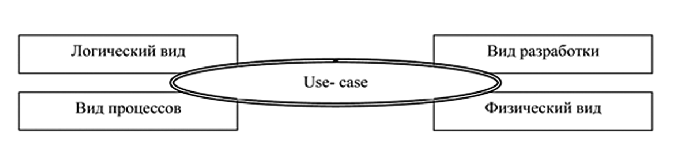 Логический вид
Вид разработки
Use- case
Вид процессов
Физический вид